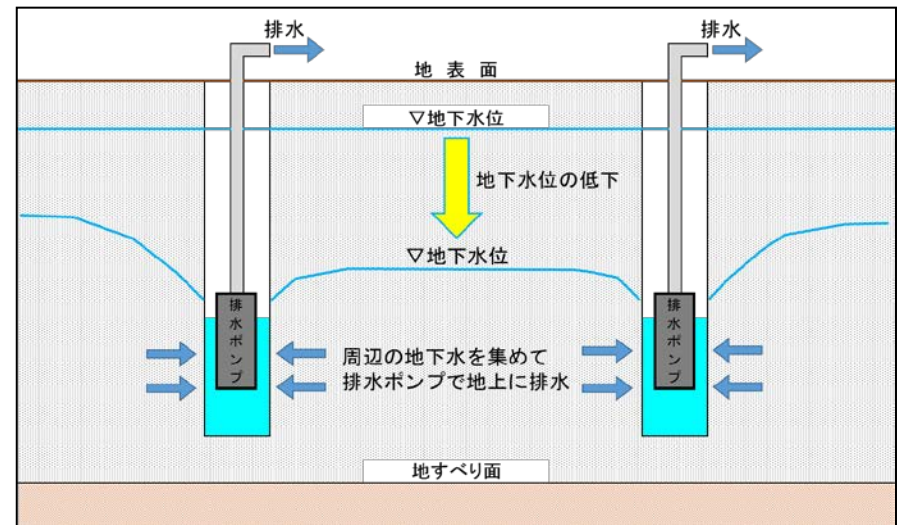 排水
排水
地表面
▽地下水位
地下水位の低下
▽地下水位
排水ポンプ
排水ポンプ
周辺の地下水を集めて
排水ポンプで地上に排水
地すべり面